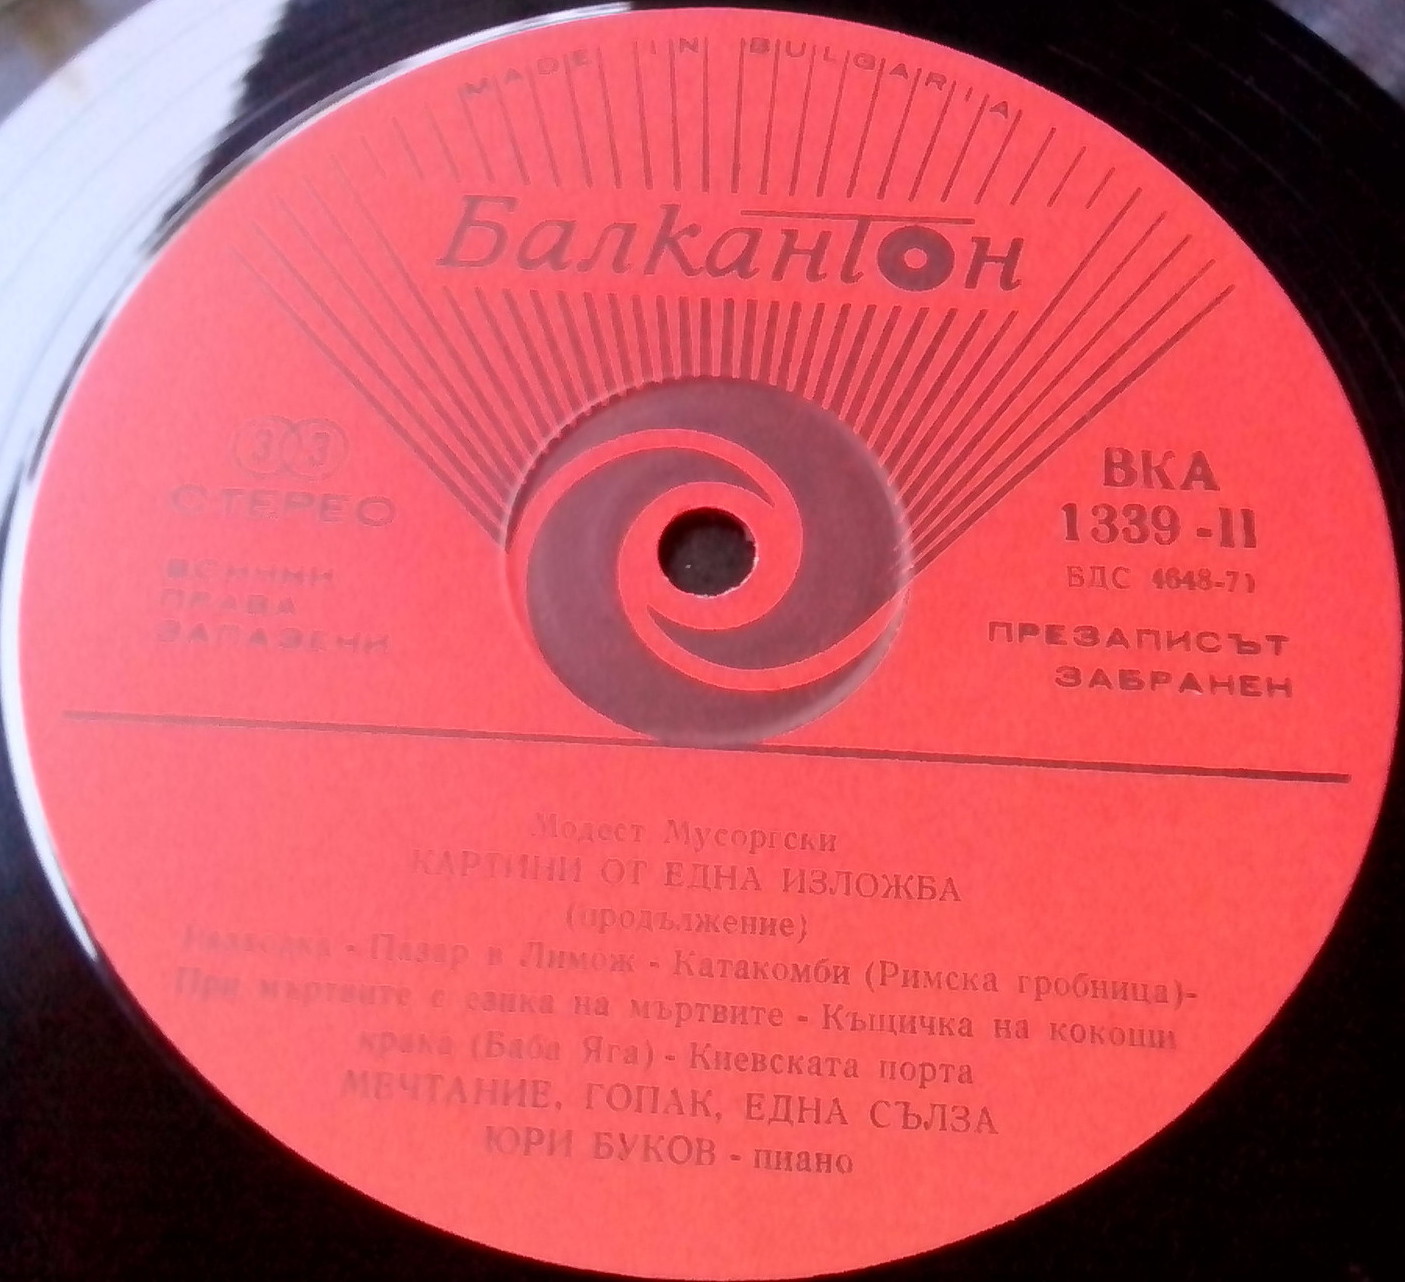 MADE IN BULGARIA
Балкантон
33
СТЕРЕО
ВСИЧКИ
ПРАВА
ЗАПАЗЕНИ
ВКА
1339-II
БДС 4648-71
ПРЕЗАПИСЪТ
ЗАБРАНЕН
Модест Мусоргски
КАРТИНИ ОТ ЕДНА ИЗЛОЖБА
(продължение)
- Пазар в Лимож - Катакомби (Римска гробница)-
При мъртвите с езика на мъртвите - Къщичка на кокоши
крака (Баба Яга) - Киевската порта
МЕЧТАНИЕ, ГОПАК, ЕДНА СЪЛЗА
ЮРИ БУКОВ - пиано